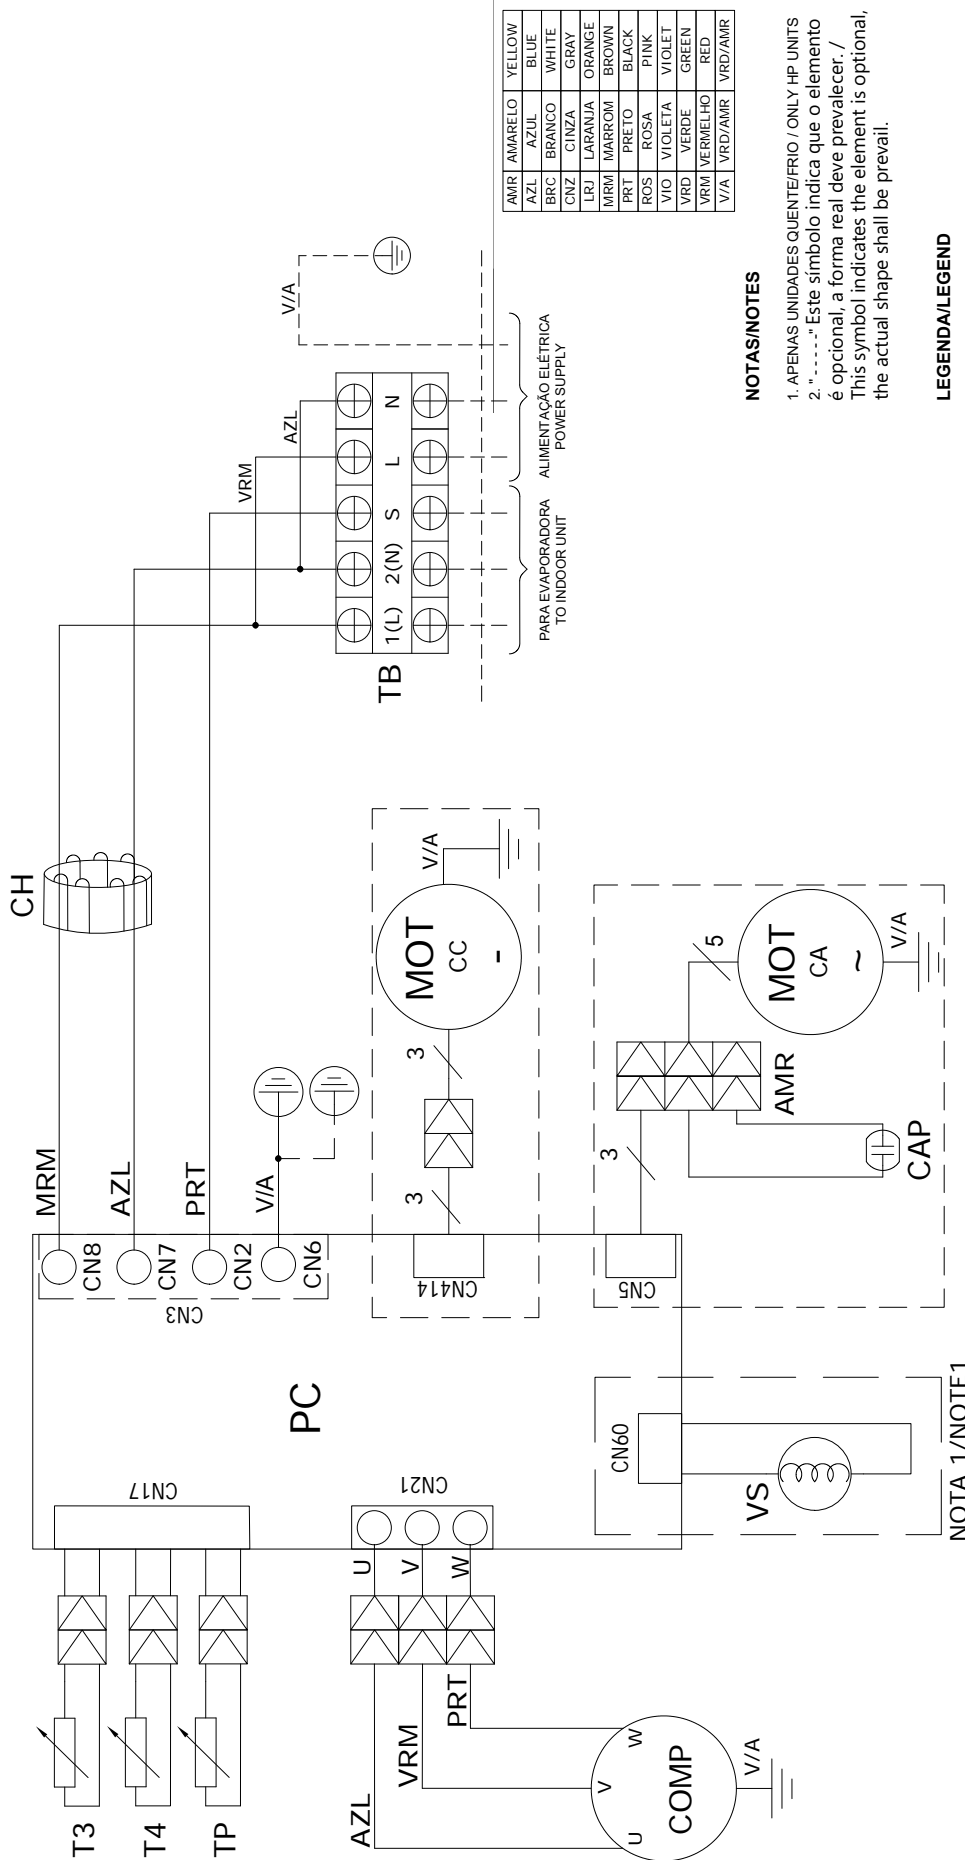 T3
T4
TP
CN17
AZL
VRM
PRT
U
V
W
CN21
U
V
W
COMP
V/A
PC
CN3
CN8
CN7
CN2
CN6
MRM
AZL
PRT
V/A
CH
CN414
3
3
MOT
CC
-
V/A
CN5
3
AMR
5
CAP
MOT
CA
~
V/A
CN60
VS
NOTA 1/NOTE1
VRM
AZL
V/A
TB
1(L) 2(N) S L N
PARA EVAPORADORA
TO INDOOR UNIT
ALIMENTAÇÃO ELÉTRICA
POWER SUPPLY
AMR AMARELO YELLOW
AZL AZUL BLUE
BRC BRANCO WHITE
CNZ CINZA GRAY
LRJ LARANJA ORANGE
MRM MARROM BROWN
PRT PRETO BLACK
ROS ROSA PINK
VIO VIOLETA VIOLET
VRD VERDE GREEN
VRM VERMELHO RED
V/A VRD/AMR VRD/AMR
NOTAS/NOTES
1. APENAS UNIDADES QUENTE/FRIO / ONLY HP UNITS
2. "-----" Este símbolo indica que o elemento
é opcional, a forma real deve prevalecer. /
This symbol indicates the element is optional,
the actual shape shall be prevail.
LEGENDA/LEGEND